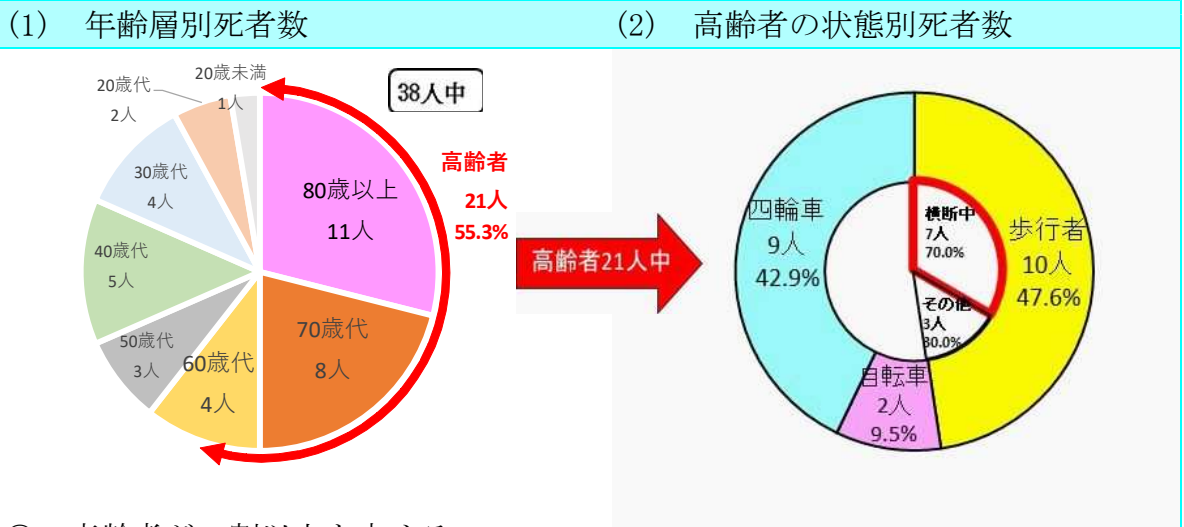 (1) 年齢層別死者数
(2) 高齢者の状態別死者数
38人中
20歳未満
1人
20歳代
2人
30歳代
4人
40歳代
5人
50歳代
3人
60歳代
4人
70歳代
8人
80歳以上
11人
高齢者
21人
55.3%
高齢者21人中
四輪車
9人
42.9%
横断中
7人
70.0%
その他
3人
30.0%
歩行者
10人
47.6%
自転車
2人
9.5%